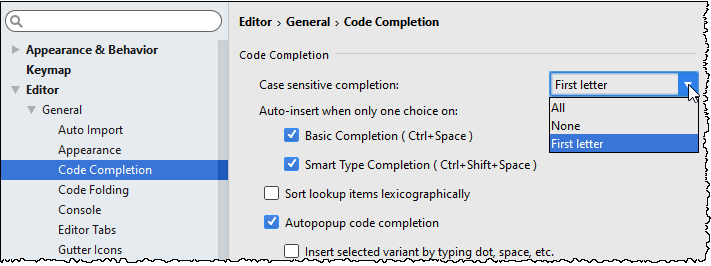 Appearance & Behavior
Keymap
Editor
General
Auto Import
Appearance
Code Completion
Code Folding
Console
Editor Tabs
Gutter Icons
Editor › General › Code Completion
Code Completion
Case sensitive completion: First letter
All
None
First letter
Auto-insert when only one choice on:
Basic Completion ( Ctrl+Space )
Smart Type Completion ( Ctrl+Shift+Space )
Sort lookup items lexicographically
Autopopup code completion
Insert selected variant by typing dot, space, etc.